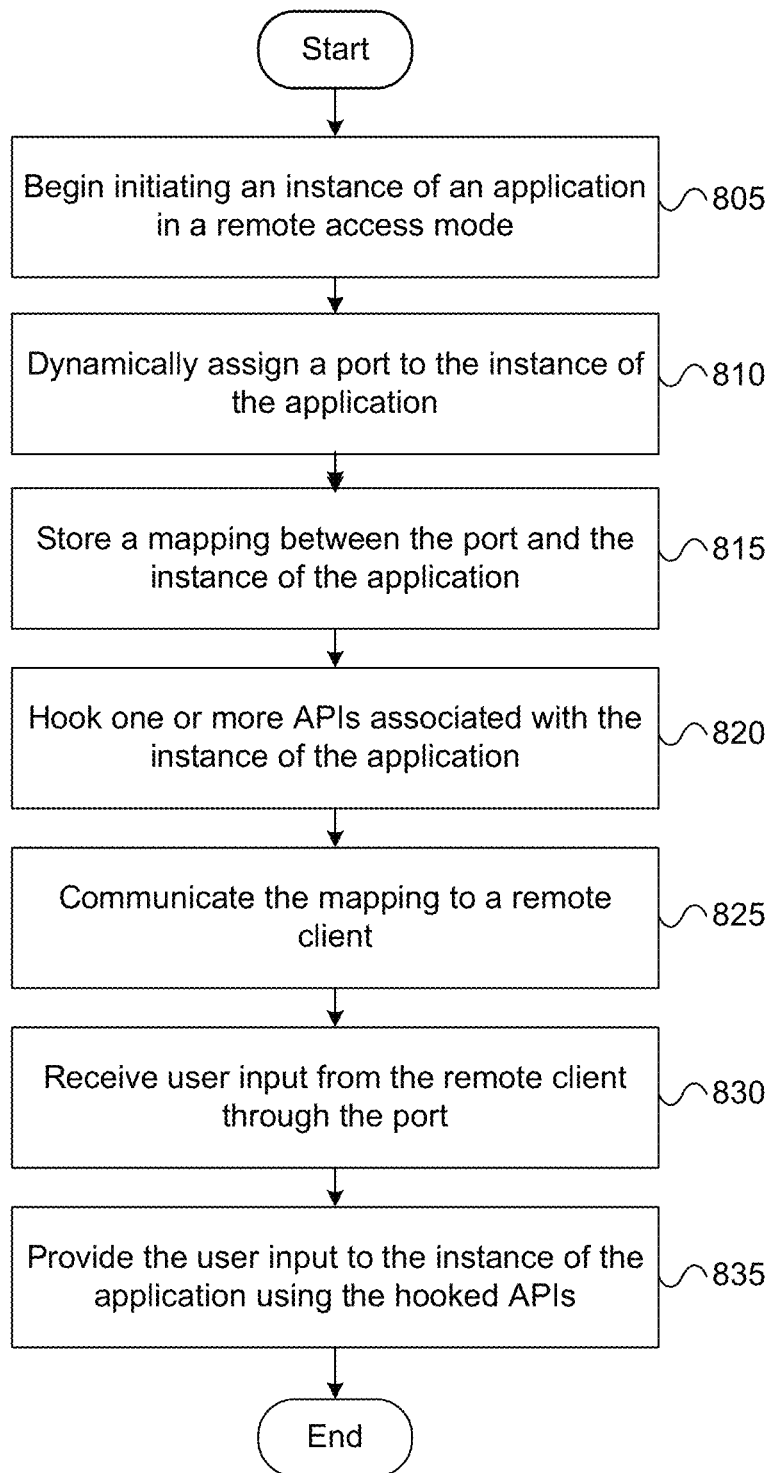 Start
Begin initiating an instance of an application
in a remote access mode
805
Dynamically assign a port to the instance of
the application
810
Store a mapping between the port and the
instance of the application
815
Hook one or more APIs associated with the
instance of the application
820
Communicate the mapping to a remote
client
825
Receive user input from the remote client
through the port
830
Provide the user input to the instance of the
application using the hooked APIs
835
End